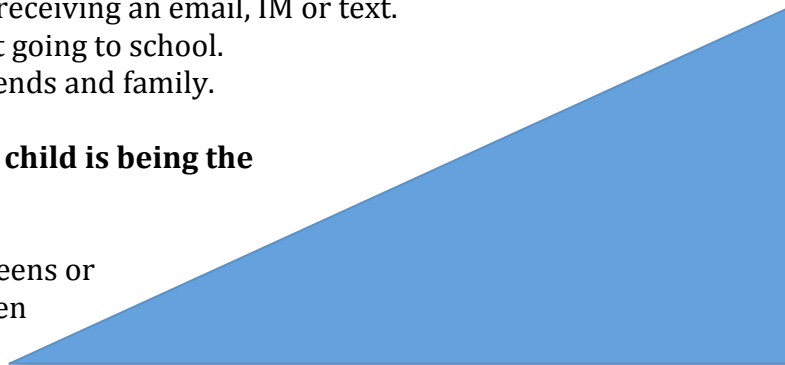 receiving an email, IM or text.
t going to school.
ends and family.
child is being the
eens or
en